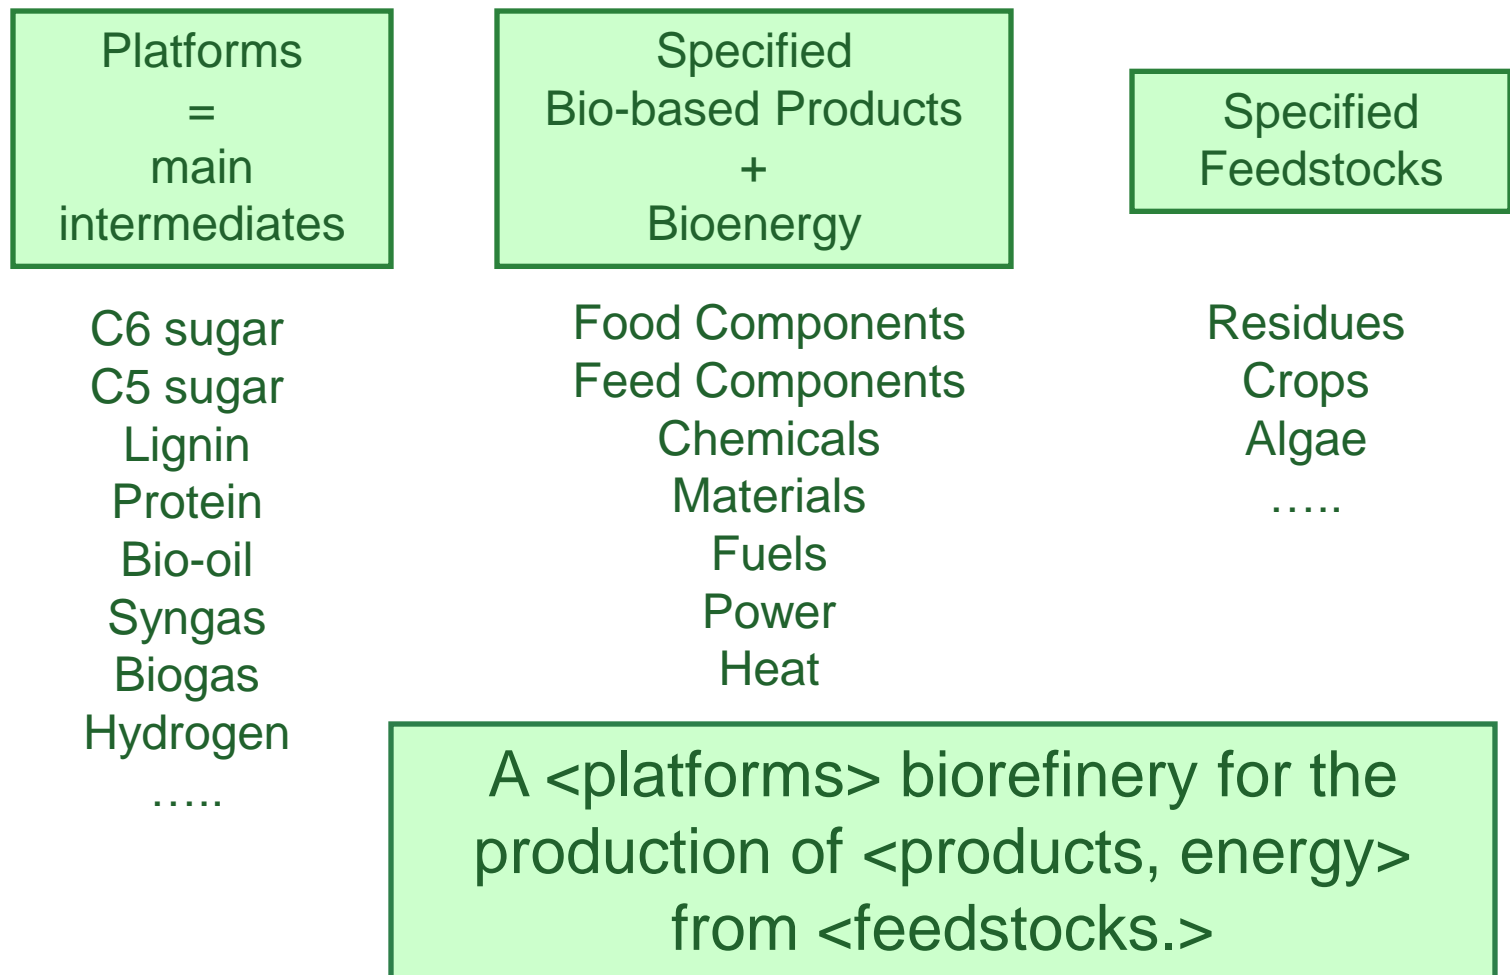 Platforms
=
main
intermediates
C6 sugar
C5 sugar
Lignin
Protein
Bio-oil
Syngas
Biogas
Hydrogen
…..
Specified
Bio-based Products
+
Bioenergy
Food Components
Feed Components
Chemicals
Materials
Fuels
Power
Heat
Specified
Feedstocks
Residues
Crops
Algae
…..
A <platforms> biorefinery for the
production of <products, energy>
from <feedstocks.>